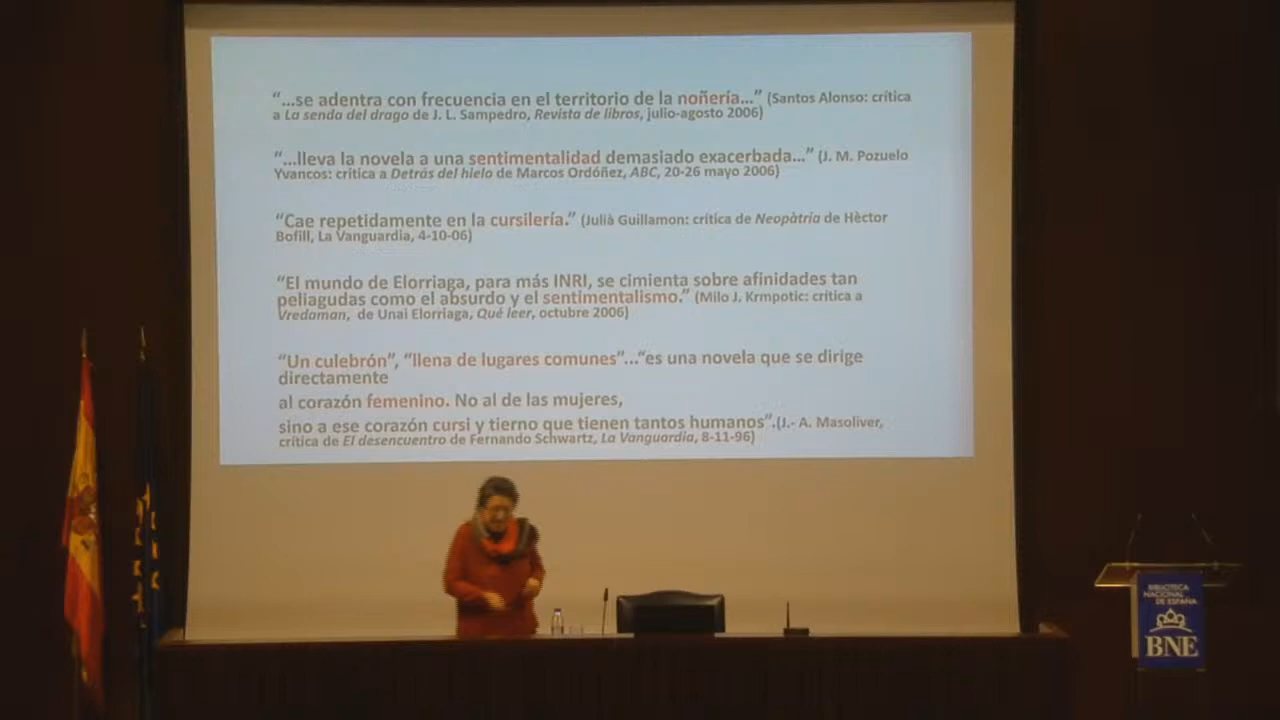 “...se adentra con frecuencia en el territorio de la noñería...” (Santos Alonso: crítica
a La senda del drago de J. L. Sampedro, Revista de libros, julio-agosto 2006)
“...lleva la novela a una sentimentalidad demasiado exacerbada...” (J. M. Pozuelo
Yvancos: crítica a Detrás del hielo de Marcos Ordóñez, ABC, 20-26 mayo 2006)
“Cae repetidamente en la cursilería.” (Julià Guillamon: crítica de Neopàtria de Hèctor
Bofill, La Vanguardia, 4-10-06)
“El mundo de Elorriaga, para más INRI, se cimienta sobre afinidades tan
peliagudas como el absurdo y el sentimentalismo.” (Milo J. Krmpotic: crítica a
Vredaman, de Unai Elorriaga, Qué leer, octubre 2006)
“Un culebrón”, “llena de lugares comunes”...“es una novela que se dirige
directamente
al corazón femenino. No al de las mujeres,
sino a ese corazón cursi y tierno que tienen tantos humanos”.(J.- A. Masoliver,
crítica de El desencuentro de Fernando Schwartz, La Vanguardia, 8-11-96)
BIBLIOTECA
NACIONAL
DE ESPAÑA
BNE